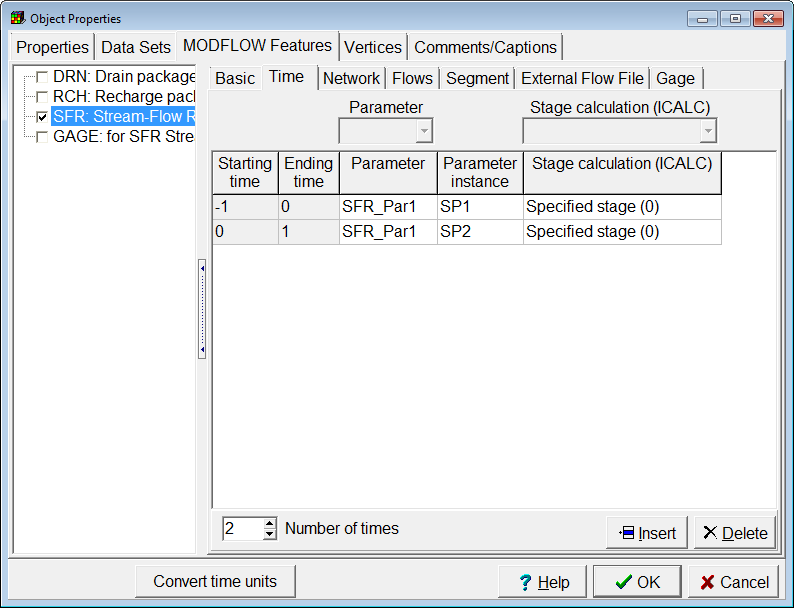 Object Properties
Properties Data Sets MODFLOW Features Vertices Comments/Captions
DRN: Drain package
RCH: Recharge pac
SFR: Stream-Flow R
GAGE: for SFR Stre
Basic Time Network Flows Segment External Flow File Gage
Parameter Stage calculation (ICALC)
Starting time Ending time Parameter Parameter instance Stage calculation (ICALC)
-1 0 SFR_Par1 SP1 Specified stage (0)
0 1 SFR_Par1 SP2 Specified stage (0)
2 Number of times Insert Delete
Convert time units ? Help OK Cancel